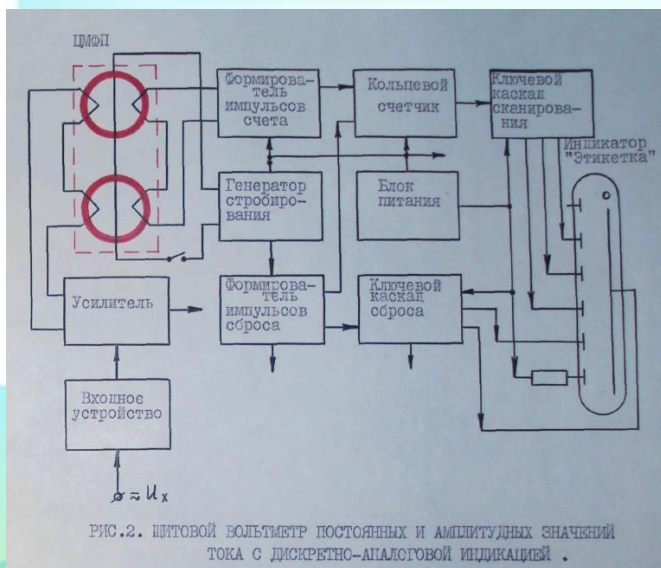 ЦМФП
Формирова-
тель
импульсов
счета
Кольцевой
счетчик
Ключевой
каскад
сканирова-
ния
Индикатор
"Этикетка"
Генератор
стробиро-
вания
Блок
питания
Усилитель
Формирова-
тель
импульсов
сброса
Ключевой
каскад
сброса
Входное
устройство
≂ Uх
РИС.2. ЩИТОВОЙ ВОЛЬТМЕТР ПОСТОЯННЫХ И АМПЛИТУДНЫХ ЗНАЧЕНИЙ
ТОКА С ДИСКРЕТНО-АНАЛОГОВОЙ ИНДИКАЦИЕЙ .